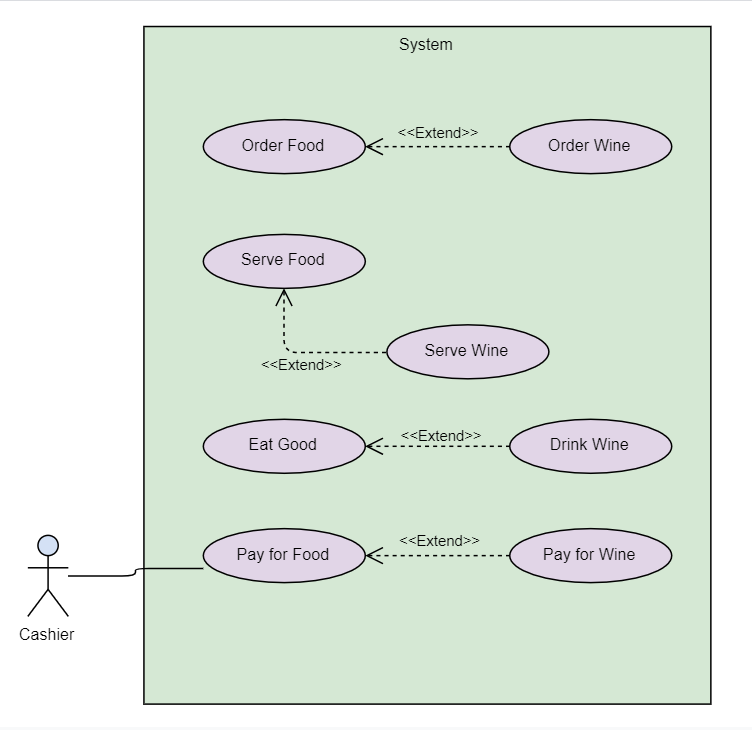 System
Order Food
<<Extend>>
Order Wine
Serve Food
Serve Wine
<<Extend>>
Eat Good
<<Extend>>
Drink Wine
Pay for Food
<<Extend>>
Pay for Wine
Cashier